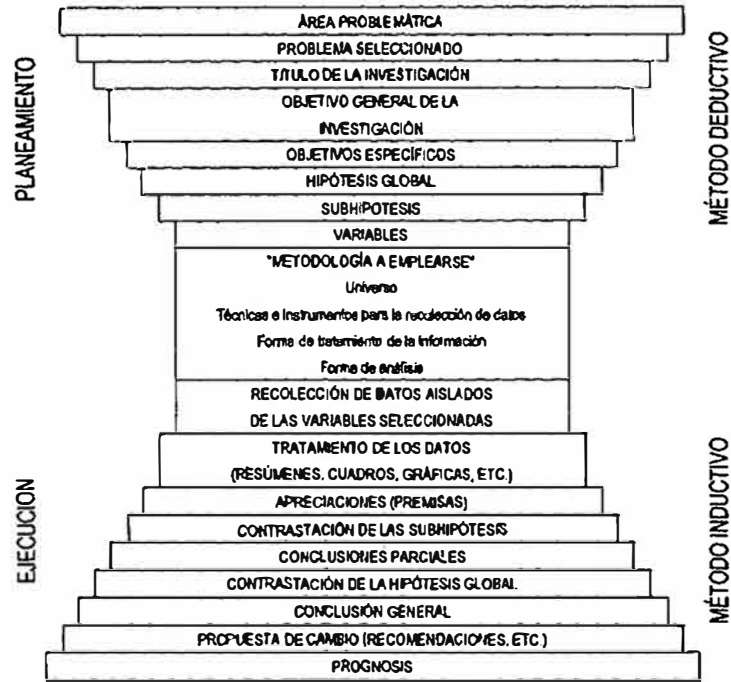 ÁREA PROBLEMÁTICA
PROBLEMA SELECCIONADO
TITULO DE LA INVESTIGACIÓN
OBJETIVO GENERAL DE LA
INVESTIGACIÓN
OBJETIVOS ESPECÍFICOS
HIPÓTESIS GLOBAL
SUBHIPOTESIS
VARIABLES
"METODOLOGÍA A EMPLEARSE"
Universo
Técnicas e Instrumentos para la recolección de datos
Forma de tratamiento de la Información
Forma de análisis
RECOLECCIÓN DE DATOS AISLADOS
DE LAS VARIABLES SELECCIONADAS
TRATAMIENTO DE LOS DATOS
(RESÚMENES, CUADROS, GRÁFICAS, ETC.)
APRECIACIONES (PREMISAS)
CONTRASTACIÓN DE LAS SUBHIPÓTESIS
CONCLUSIONES PARCIALES
CONTRASTACIÓN DE LA HIPÓTESIS GLOBAL
CONCLUSIÓN GENERAL
PROPUESTA DE CAMBIO (RECOMENDACIONES, ETC.)
PROGNOSIS
PLANEAMIENTO
EJECUCION
MÉTODO DEDUCTIVO
MÉTODO INDUCTIVO